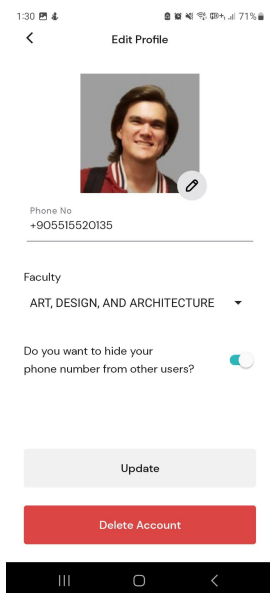 1:30
71%
Edit Profile
Phone No
+905515520135
Faculty
ART, DESIGN, AND ARCHITECTURE
Do you want to hide your
phone number from other users?
Update
Delete Account